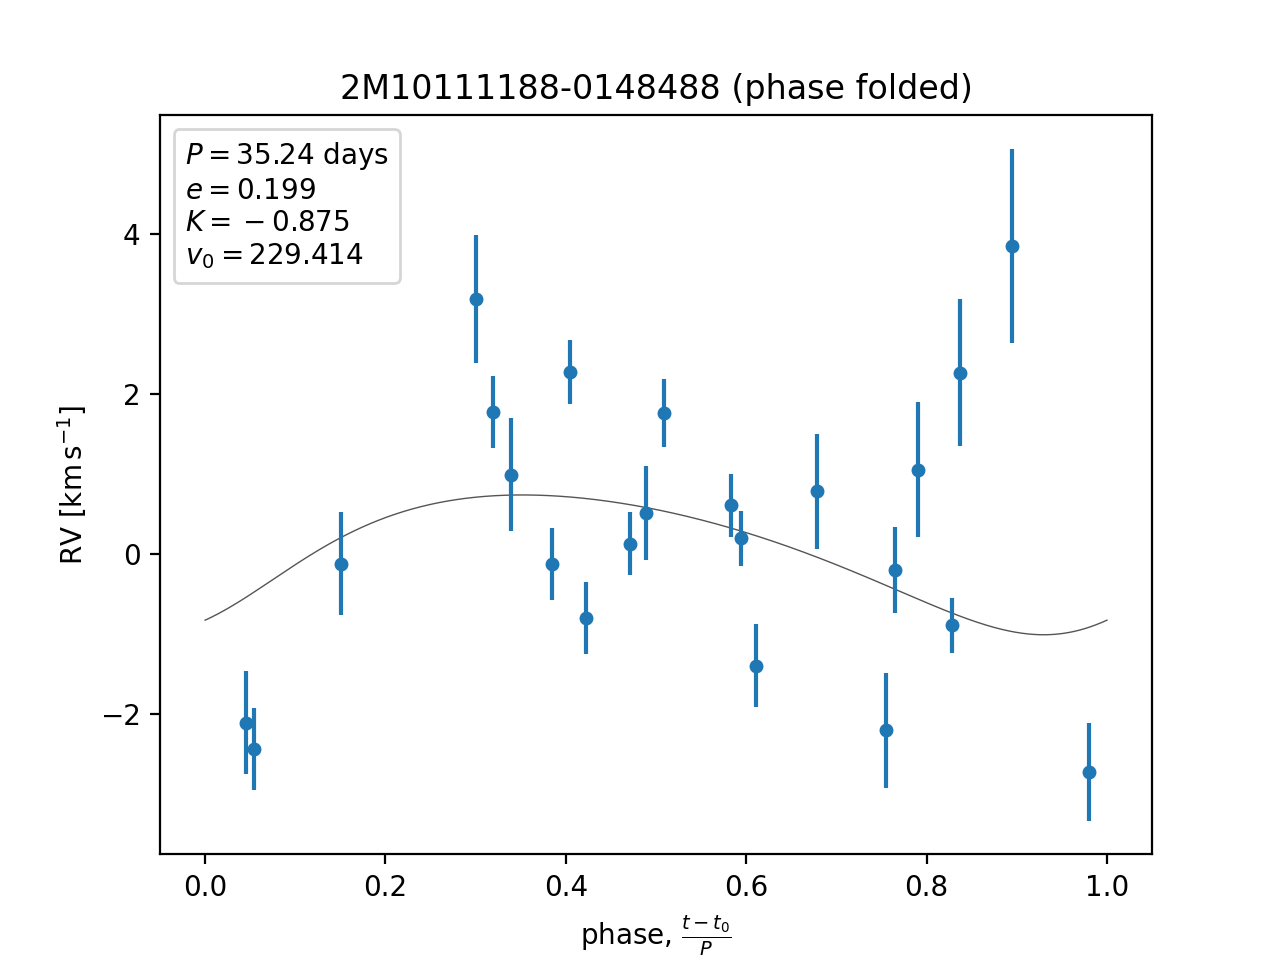 2M10111188-0148488 (phase folded)
P = 35.24 days
e = 0.199
K = −0.875
v₀ = 229.414
4
2
0
−2
RV [km s⁻¹]
0.0 0.2 0.4 0.6 0.8 1.0
phase, (t − t₀)/P